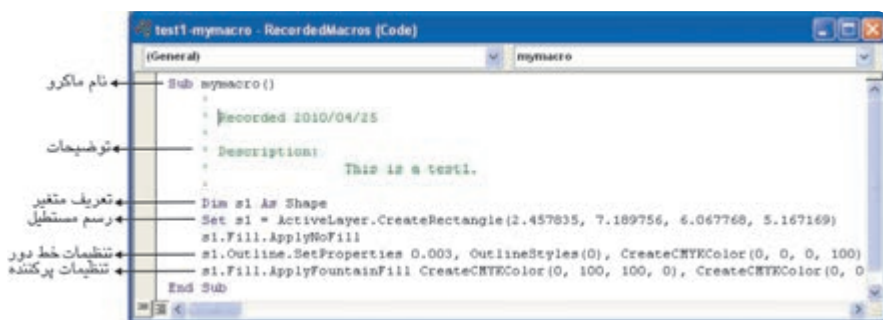 test1-mymacro - RecordedMacros (Code)
(General) mymacro
نام ماکرو Sub mymacro()
'
' Recorded 2010/04/25
'
توضیحات ' Description:
' This is a test1.
'
تعریف متغیر Dim s1 As Shape
رسم مستطیل Set s1 = ActiveLayer.CreateRectangle(2.457835, 7.189756, 6.067768, 5.167169)
s1.Fill.ApplyNoFill
تنظیمات خط دور s1.Outline.SetProperties 0.003, OutlineStyles(0), CreateCMYKColor(0, 0, 0, 100)
تنظیمات پرکننده s1.Fill.ApplyFountainFill CreateCMYKColor(0, 100, 100, 0), CreateCMYKColor(0, 0
End Sub